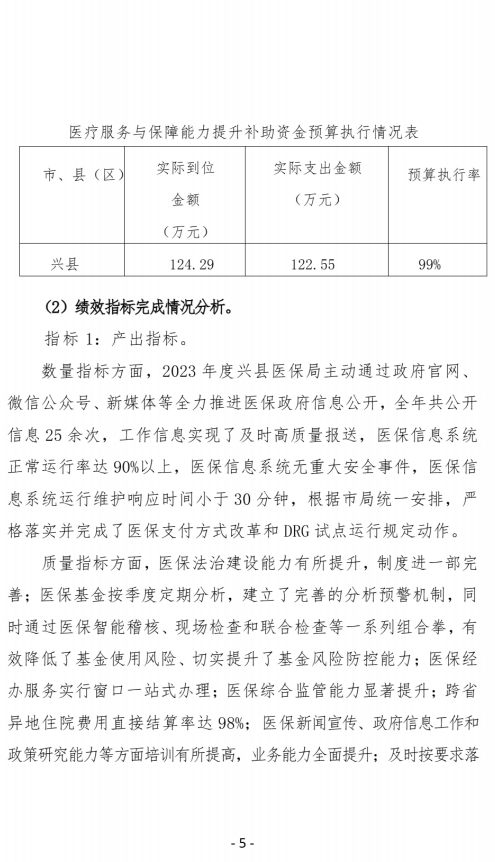 医疗服务与保障能力提升补助资金预算执行情况表
市、县（区） 实际到位金额（万元） 实际支出金额（万元） 预算执行率
兴县 124.29 122.55 99%
（2）绩效指标完成情况分析。
指标 1：产出指标。
数量指标方面，2023 年度兴县医保局主动通过政府官网、
微信公众号、新媒体等全力推进医保政府信息公开，全年共公开
信息 25 余次，工作信息实现了及时高质量报送，医保信息系统
正常运行率达 90%以上，医保信息系统无重大安全事件，医保信
息系统运行维护响应时间小于 30 分钟，根据市局统一安排，严
格落实并完成了医保支付方式改革和 DRG 试点运行规定动作。
质量指标方面，医保法治建设能力有所提升，制度进一部完
善；医保基金按季度定期分析，建立了完善的分析预警机制，同
时通过医保智能稽核、现场检查和联合检查等一系列组合拳，有
效降低了基金使用风险、切实提升了基金风险防控能力；医保经
办服务实行窗口一站式办理；医保综合监管能力显著提升；跨省
异地住院费用直接结算率达 98%；医保新闻宣传、政府信息工作和
政策研究能力等方面培训有所提高，业务能力全面提升；及时按要求落
- 5 -